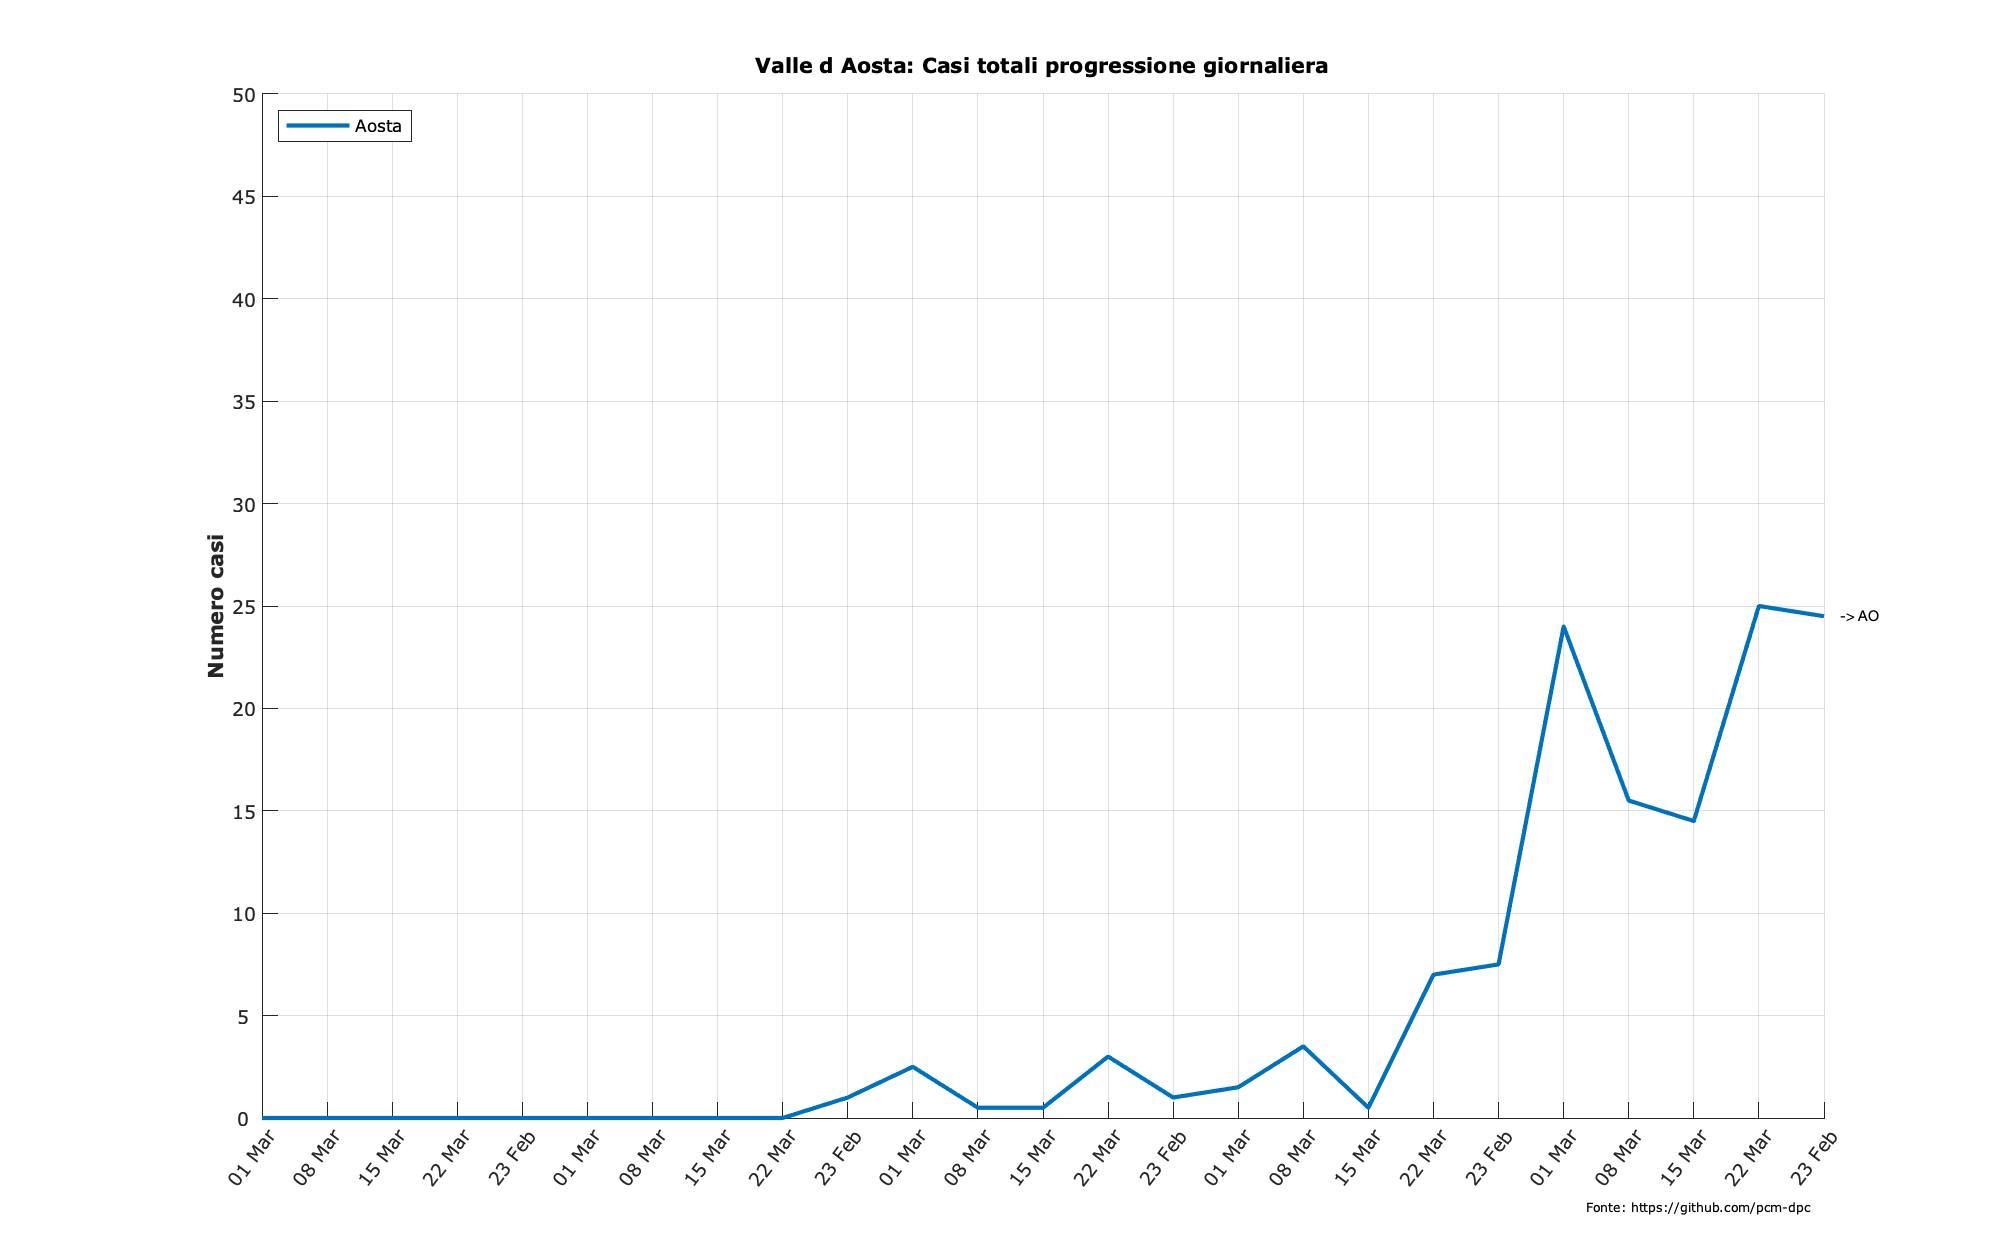 Valle d Aosta: Casi totali progressione giornaliera
Aosta
Numero casi
50
45
40
35
30
25
20
15
10
5
0
->AO
01 Mar
08 Mar
15 Mar
22 Mar
23 Feb
01 Mar
08 Mar
15 Mar
22 Mar
23 Feb
01 Mar
08 Mar
15 Mar
22 Mar
23 Feb
01 Mar
08 Mar
15 Mar
22 Mar
23 Feb
01 Mar
08 Mar
15 Mar
22 Mar
23 Feb
Fonte: https://github.com/pcm-dpc